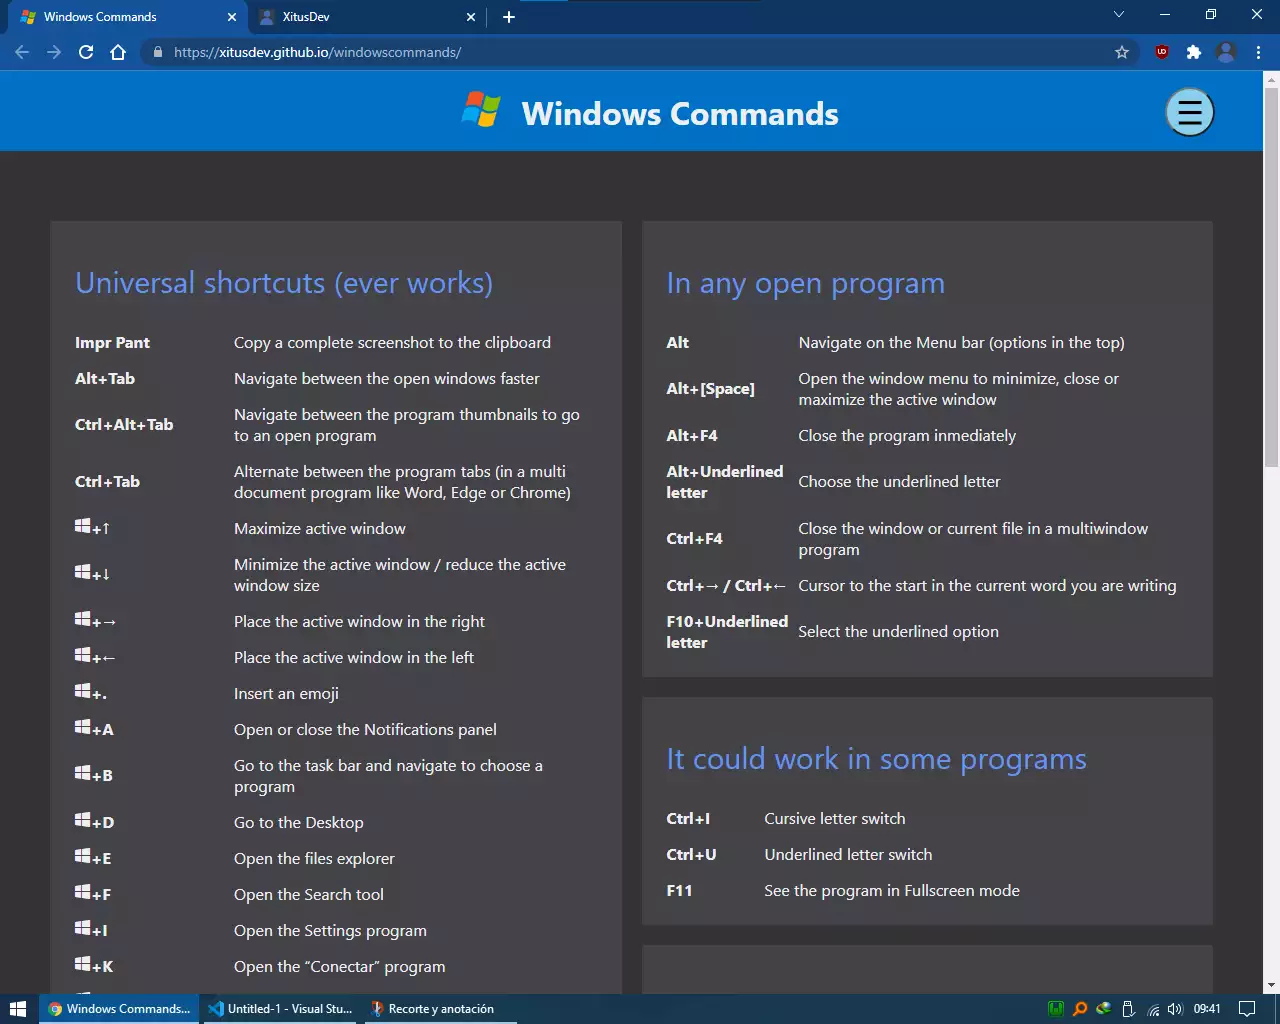 Windows Commands
XitusDev
https://xitusdev.github.io/windowscommands/
Windows Commands
Universal shortcuts (ever works)
Impr Pant Copy a complete screenshot to the clipboard
Alt+Tab Navigate between the open windows faster
Ctrl+Alt+Tab Navigate between the program thumbnails to go
to an open program
Ctrl+Tab Alternate between the program tabs (in a multi
document program like Word, Edge or Chrome)
+↑ Maximize active window
+↓ Minimize the active window / reduce the active
window size
+→ Place the active window in the right
+← Place the active window in the left
+. Insert an emoji
+A Open or close the Notifications panel
+B Go to the task bar and navigate to choose a
program
+D Go to the Desktop
+E Open the files explorer
+F Open the Search tool
+I Open the Settings program
+K Open the “Conectar” program
In any open program
Alt Navigate on the Menu bar (options in the top)
Alt+[Space] Open the window menu to minimize, close or
maximize the active window
Alt+F4 Close the program inmediately
Alt+Underlined
letter Choose the underlined letter
Ctrl+F4 Close the window or current file in a multiwindow
program
Ctrl+→ / Ctrl+← Cursor to the start in the current word you are writing
F10+Underlined
letter Select the underlined option
It could work in some programs
Ctrl+I Cursive letter switch
Ctrl+U Underlined letter switch
F11 See the program in Fullscreen mode
Windows Commands...
Untitled-1 - Visual Stu...
Recorte y anotación
09:41